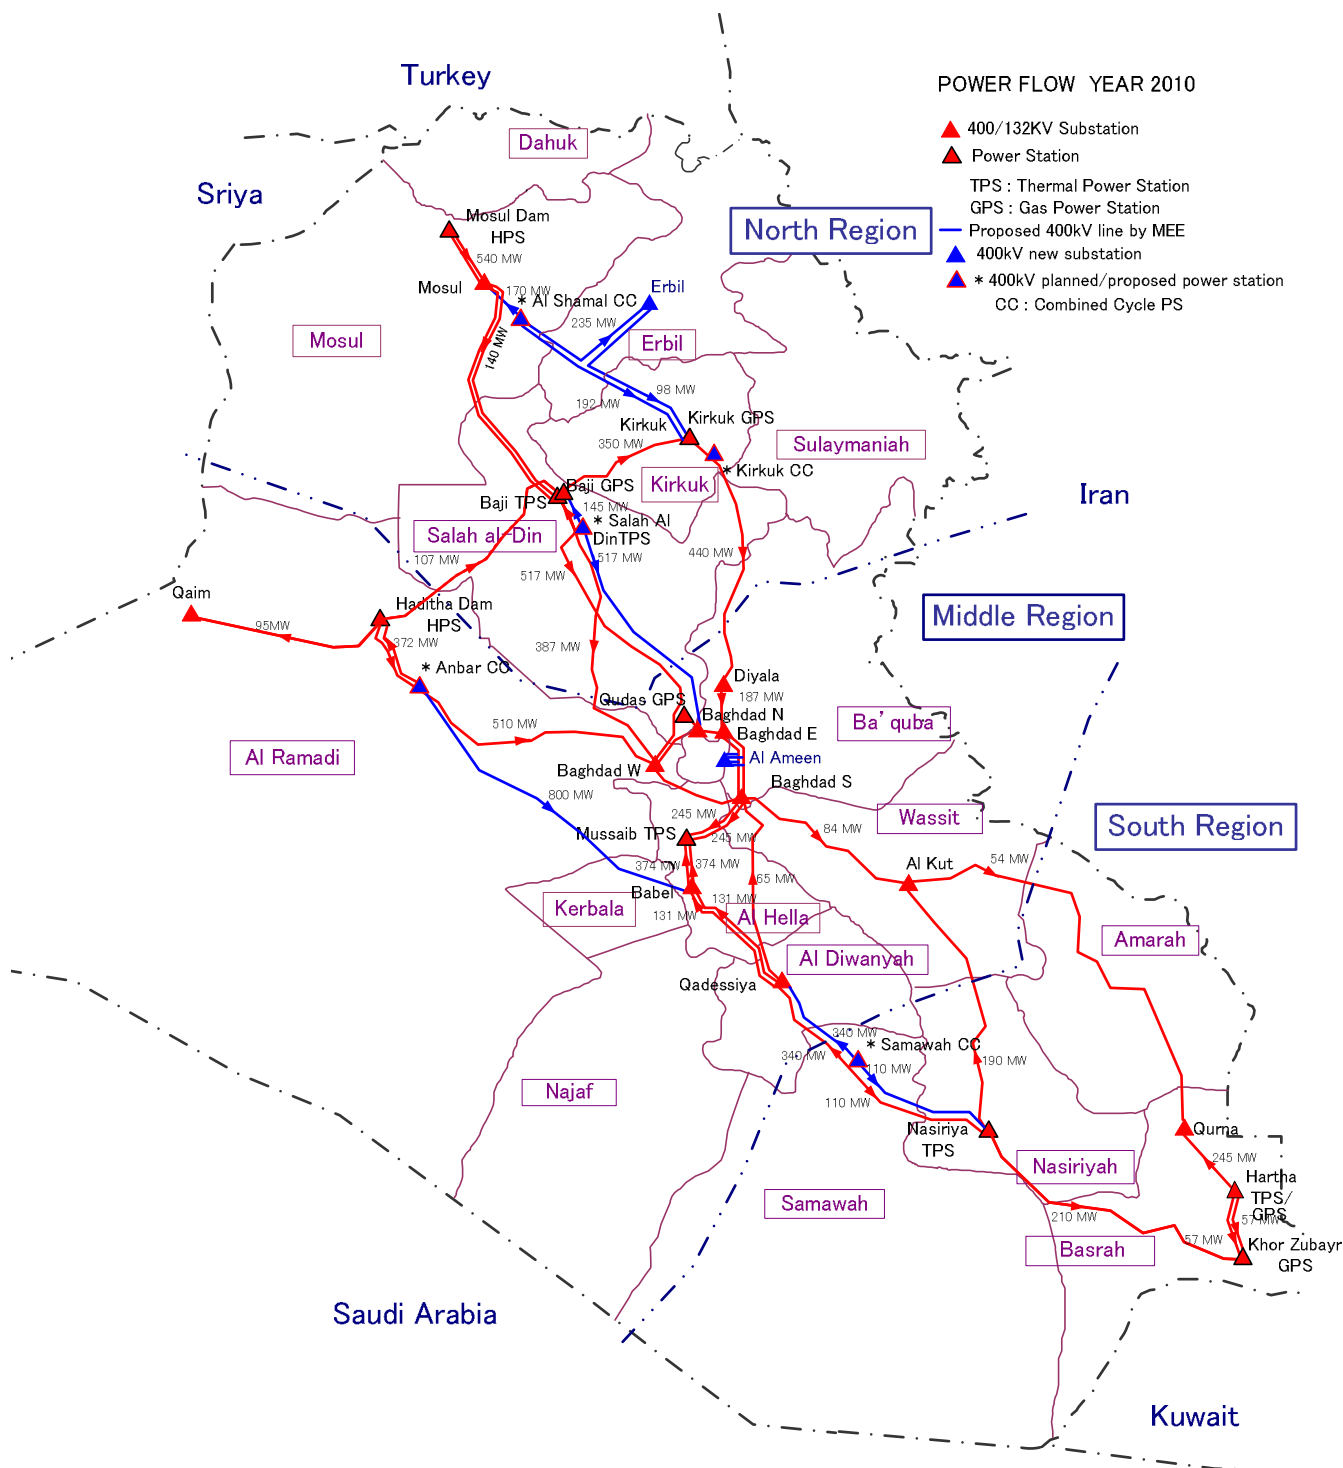 POWER FLOW YEAR 2010
400/132KV Substation
Power Station
TPS : Thermal Power Station
GPS : Gas Power Station
Proposed 400kV line by MEE
400kV new substation
* 400kV planned/proposed power station
CC : Combined Cycle PS
Turkey
Dahuk
Sriya
North Region
Mosul Dam
HPS
540 MW
Mosul
170 MW
* Al Shamal CC
Erbil
235 MW
Mosul
140 MW
Erbil
98 MW
192 MW
Kirkuk GPS
Kirkuk
350 MW
Sulaymaniah
* Kirkuk CC
Kirkuk
Baji GPS
Baji TPS
Iran
145 MW
* Salah Al
DinTPS
Salah al-Din
517 MW
440 MW
107 MW
517 MW
Qaim
Haditha Dam
HPS
Middle Region
95MW
372 MW
387 MW
* Anbar CC
Diyala
187 MW
Qudas GPS
Baghdad N
Ba' quba
510 MW
Baghdad E
Al Ramadi
Al Ameen
Baghdad W
Baghdad S
800 MW
245 MW
Wassit
South Region
Mussaib TPS
245 MW
84 MW
374 MW
374 MW
Al Kut
54 MW
65 MW
Babel
131 MW
Kerbala
131 MW
Al Hella
Amarah
Al Diwanyah
Qadessiya
340 MW
* Samawah CC
340 MW
110 MW
190 MW
Najaf
110 MW
Nasiriya
TPS
Qurna
245 MW
Nasiriyah
Hartha
TPS/
GPS
Samawah
210 MW
57 MW
57 MW
Basrah
Khor Zubayr
GPS
Saudi Arabia
Kuwait